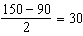 (150 − 90) / 2 = 30